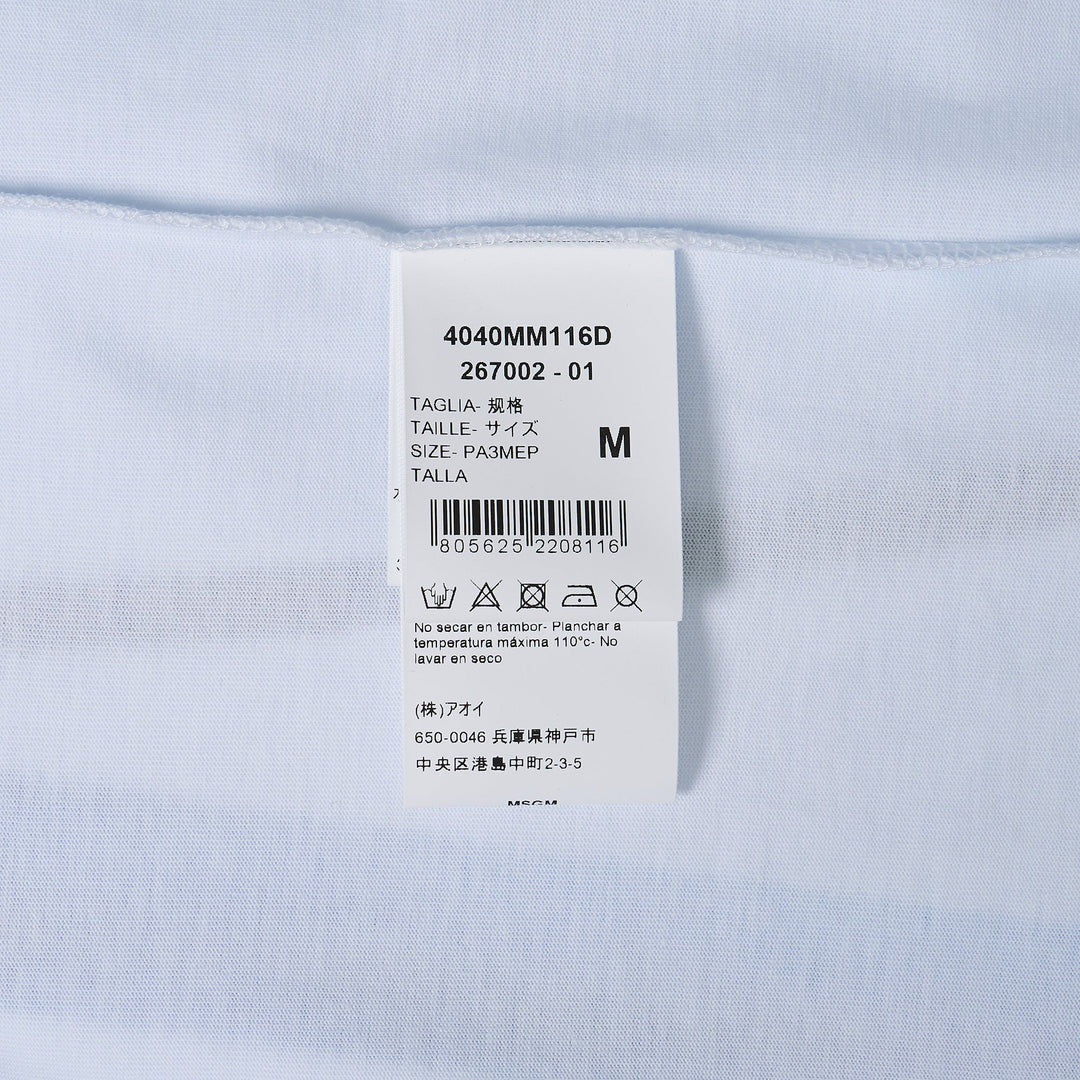 4040MM116D
267002 - 01
TAGLIA- 规格
TAILLE- サイズ
SIZE- PA3MEP
TALLA
M
805625 2208116
No secar en tambor- Planchar a
temperatura máxima 110°c- No
lavar en seco
(株)アオイ
650-0046 兵庫県神戸市
中央区港島中町2-3-5
MSGM